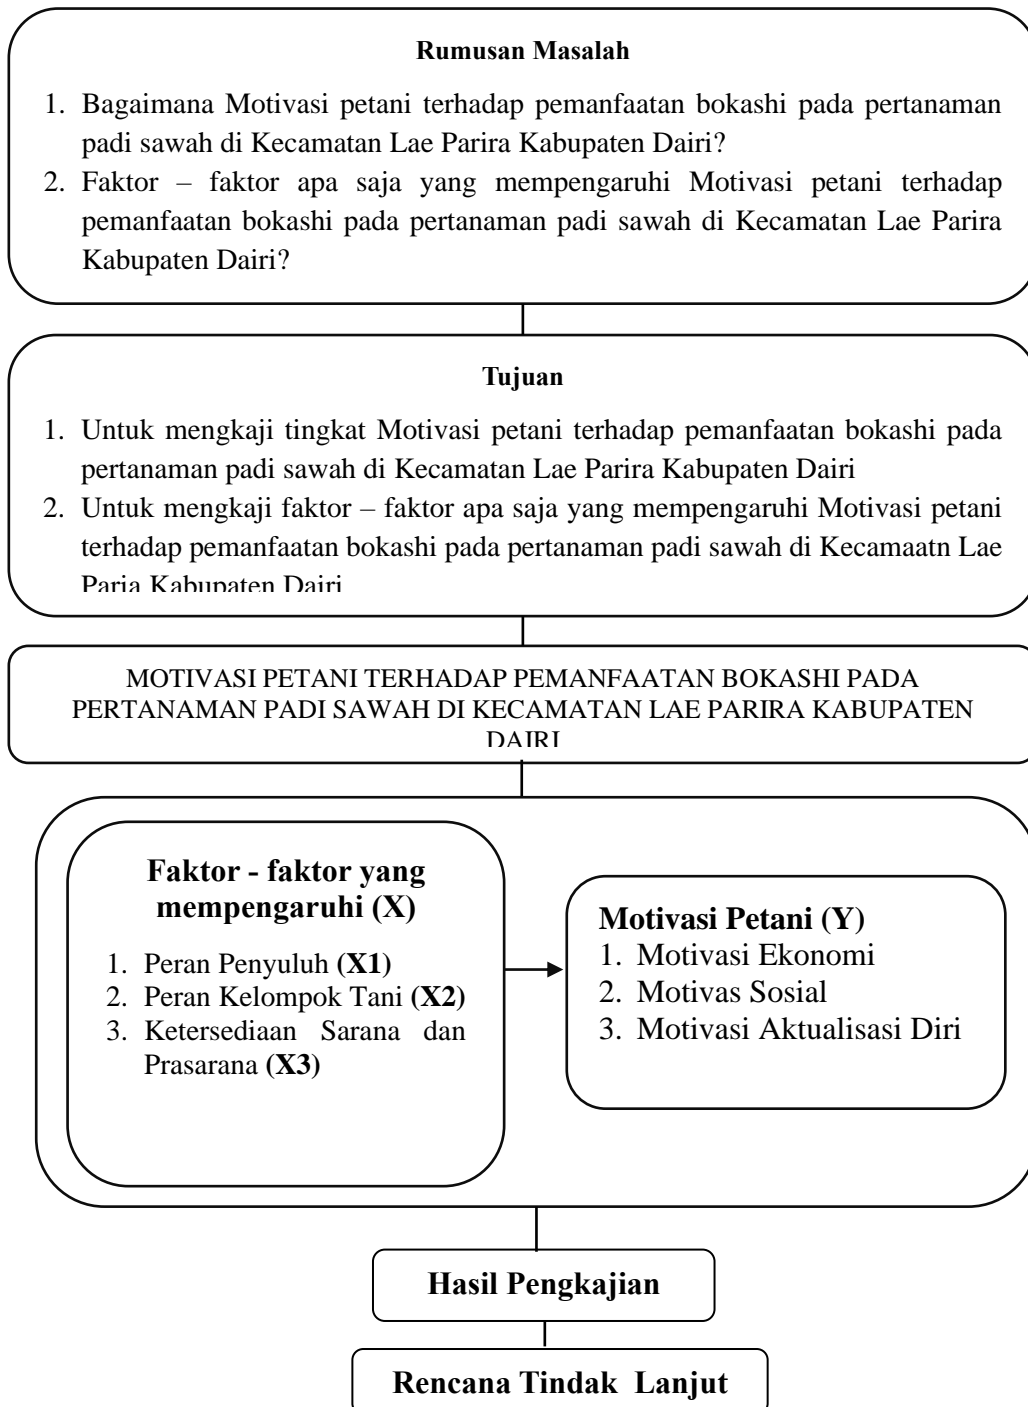 Rumusan Masalah
1. Bagaimana Motivasi petani terhadap pemanfaatan bokashi pada
pertanaman padi sawah di Kecamatan Lae Parira Kabupaten Dairi?
2. Faktor – faktor apa saja yang mempengaruhi Motivasi petani terhadap
pemanfaatan bokashi pada pertanaman padi sawah di Kecamatan Lae Parira
Kabupaten Dairi?
Tujuan
1. Untuk mengkaji tingkat Motivasi petani terhadap pemanfaatan bokashi pada
pertanaman padi sawah di Kecamatan Lae Parira Kabupaten Dairi
2. Untuk mengkaji faktor – faktor apa saja yang mempengaruhi Motivasi petani
terhadap pemanfaatan bokashi pada pertanaman padi sawah di Kecamaatn Lae
Paria Kabupaten Dairi
MOTIVASI PETANI TERHADAP PEMANFAATAN BOKASHI PADA
PERTANAMAN PADI SAWAH DI KECAMATAN LAE PARIRA KABUPATEN
DAIRI
Faktor - faktor yang
mempengaruhi (X)
1. Peran Penyuluh (X1)
2. Peran Kelompok Tani (X2)
3. Ketersediaan Sarana dan
Prasarana (X3)
Motivasi Petani (Y)
1. Motivasi Ekonomi
2. Motivas Sosial
3. Motivasi Aktualisasi Diri
Hasil Pengkajian
Rencana Tindak Lanjut